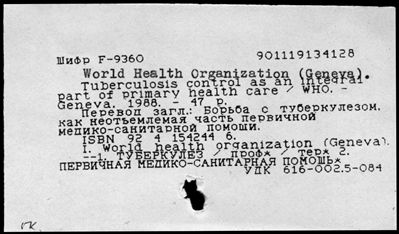 Шифр F-9360 901119134128
World Health Organization (Geneva).
Tuberculosis control as an integral
part of primary health care / WHO. -
Geneva, 1988. - 47 p.
Перевод загл.: Борьба с туберкулезом,
как неотъемлемая часть первичной
медико-санитарной помощи.
ISBN 92 4 154244 6.
1. World health organization (Geneva).
--1. ТУБЕРКУЛЕЗ / проф* / тер* 2.
ПЕРВИЧНАЯ МЕДИКО-САНИТАРНАЯ ПОМОЩЬ*
УДК 616-002.5-084